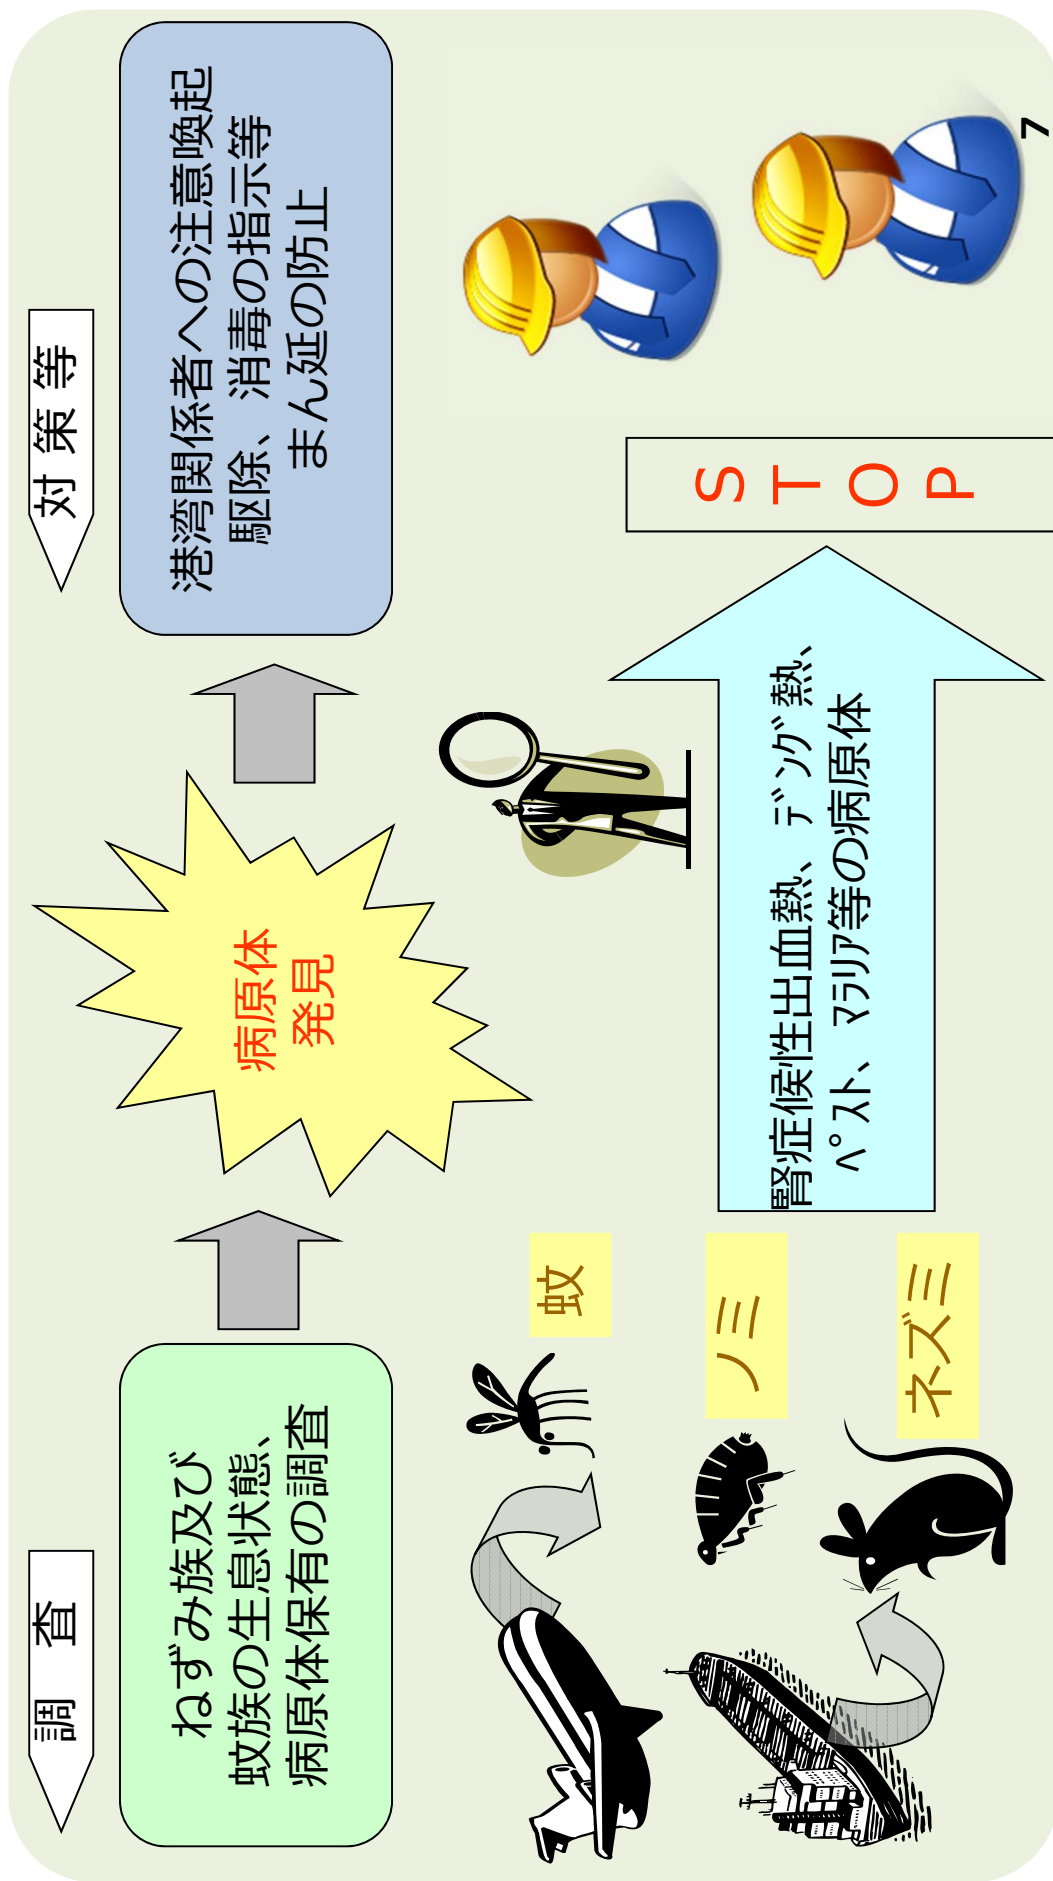 調　査
ねずみ族及び
蚊族の生息状態、
病原体保有の調査
病原体
発見
対 策 等
港湾関係者への注意喚起
駆除、消毒の指示等
まん延の防止
蚊
ノミ
ネズミ
腎症候性出血熱、ﾃﾞﾝｸﾞ熱、
ﾍﾟｽﾄ、ﾏﾗﾘｱ等の病原体
S
T
O
P
7